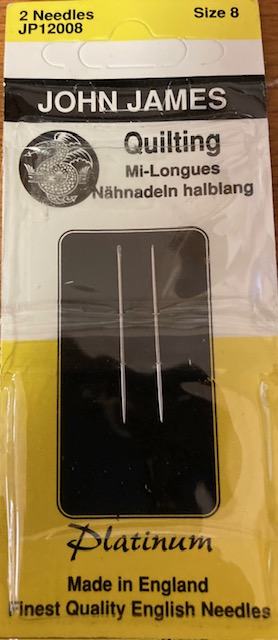 2 Needles Size 8
JP12008
JOHN JAMES
Quilting
Mi-Longues
Nähnadeln halblang
Platinum
Made in England
Finest Quality English Needles